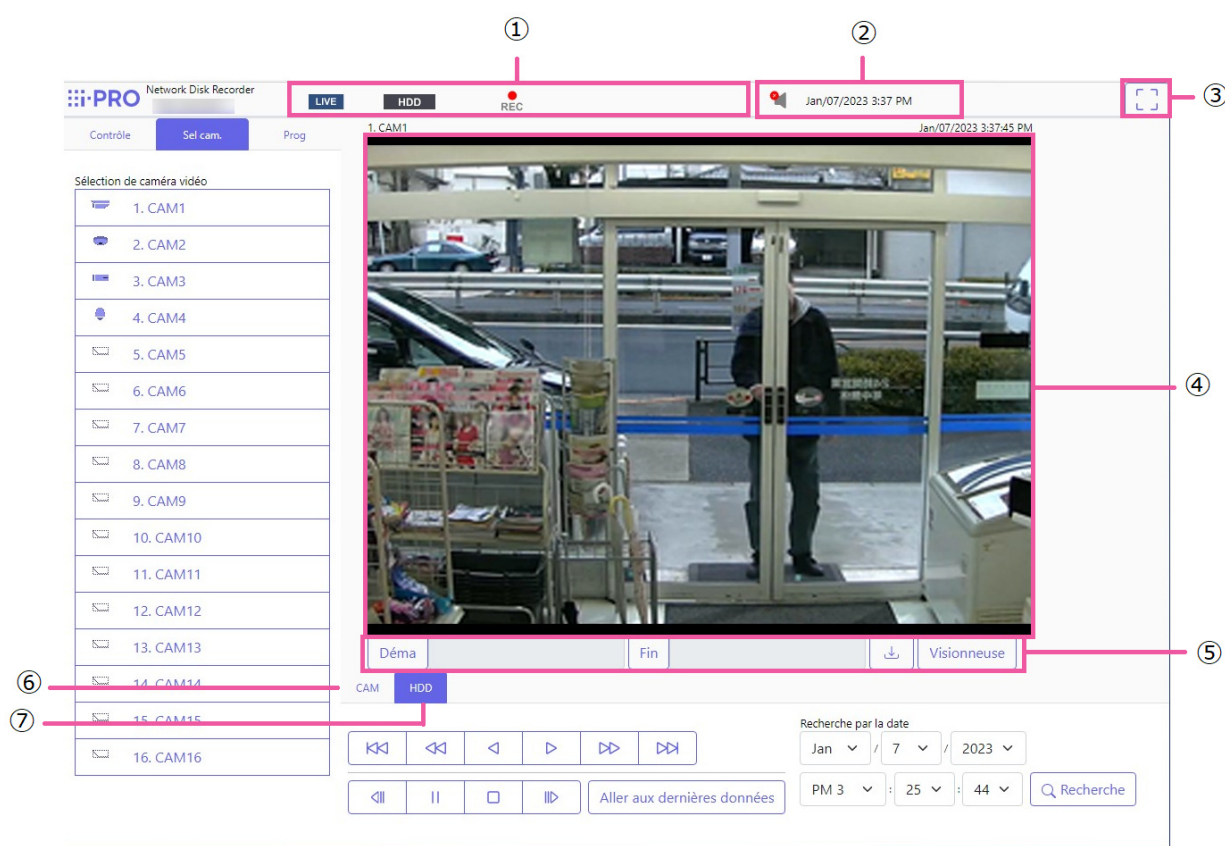 ①
②
③
i-PRO Network Disk Recorder
LIVE HDD REC
Jan/07/2023 3:37 PM
Contrôle Sel cam. Prog
1. CAM1 Jan/07/2023 3:37:45 PM
Sélection de caméra vidéo
1. CAM1
2. CAM2
3. CAM3
4. CAM4
5. CAM5
6. CAM6
7. CAM7
8. CAM8
9. CAM9
10. CAM10
11. CAM11
12. CAM12
13. CAM13
14. CAM14
15. CAM15
16. CAM16
④
Déma Fin Visionneuse
⑤
⑥
CAM HDD
⑦
Recherche par la date
Jan / 7 / 2023
PM 3 : 25 : 44 Recherche
Aller aux dernières données